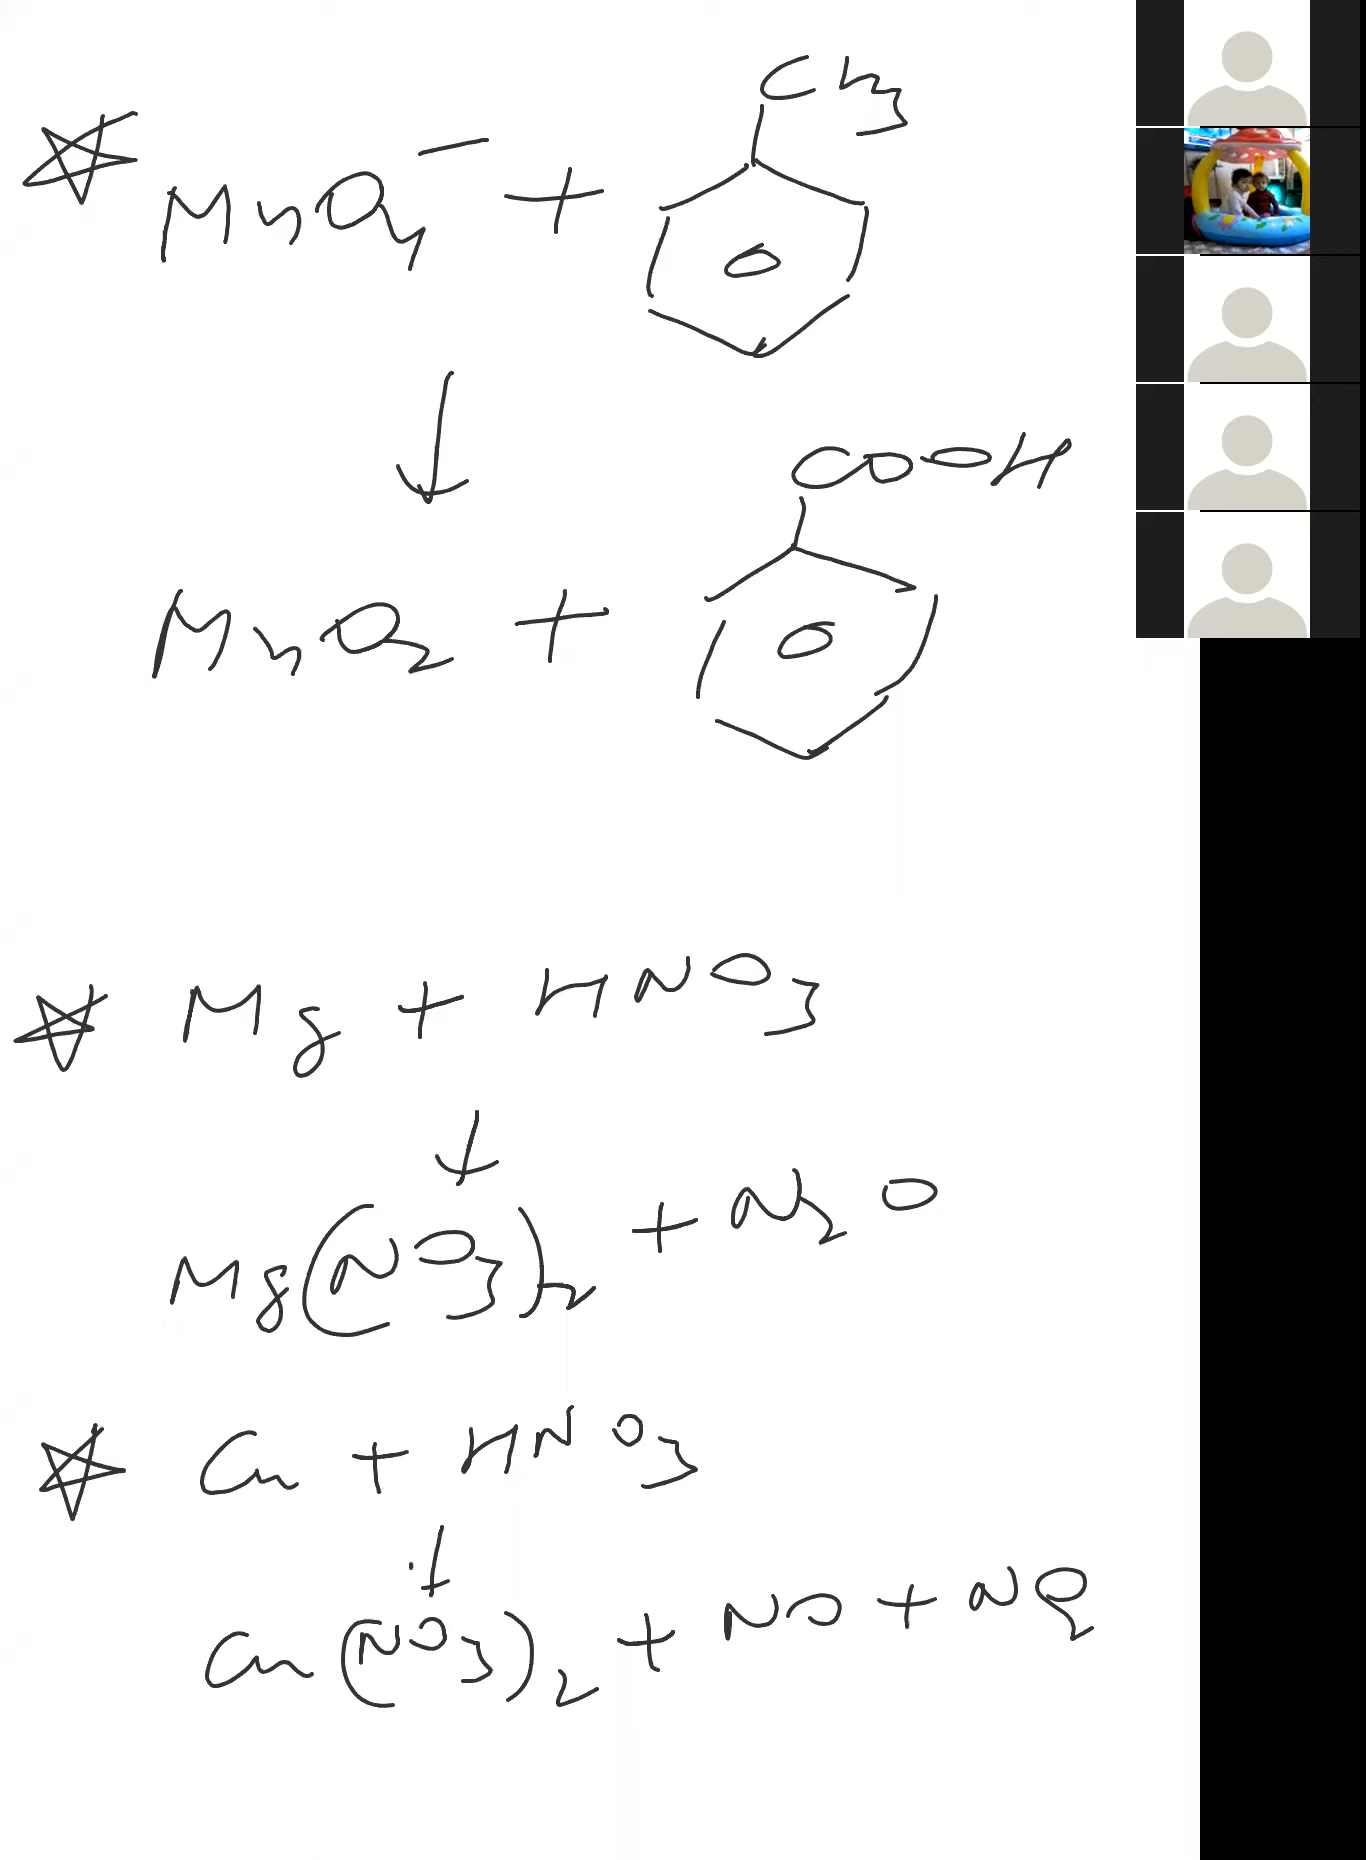 CH3
MnO4⁻ +
COOH
MnO2 +
Mg + HNO3
Mg(NO3)2 + N2O
Cu + HNO3
Cu(NO3)2 + NO + NO2